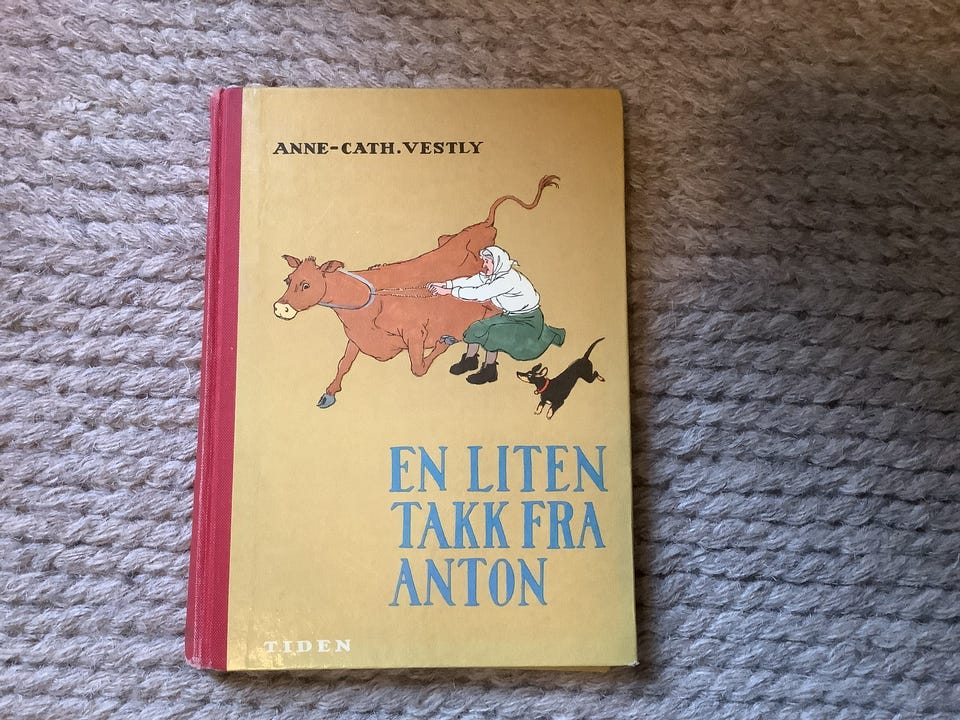 ANNE-CATH. VESTLY
EN LITEN
TAKK FRA
ANTON
TIDEN